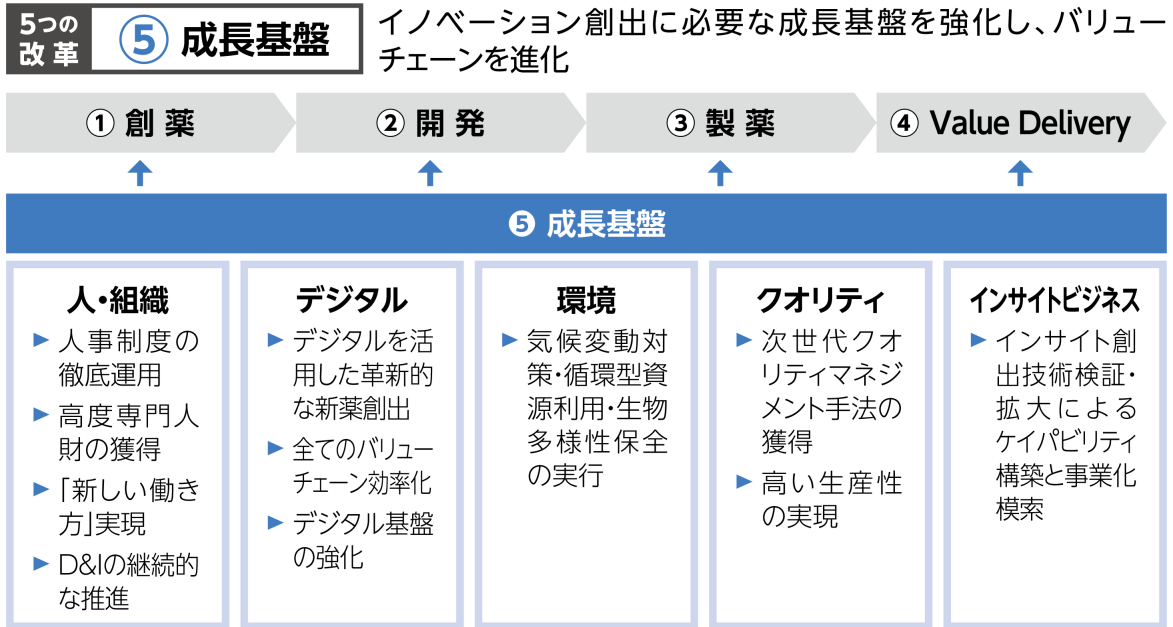 5つの
改革
⑤ 成長基盤
イノベーション創出に必要な成長基盤を強化し、バリュー
チェーンを進化
① 創薬
② 開発
③ 製薬
④ Value Delivery
❺ 成長基盤
人・組織
▶ 人事制度の
徹底運用
▶ 高度専門人
財の獲得
▶ 「新しい働き
方」実現
▶ D&Iの継続的
な推進
デジタル
▶ デジタルを活
用した革新的
な新薬創出
▶ 全てのバリュー
チェーン効率化
▶ デジタル基盤
の強化
環境
▶ 気候変動対
策・循環型資
源利用・生物
多様性保全
の実行
クオリティ
▶ 次世代クオ
リティマネジ
メント手法の
獲得
▶ 高い生産性
の実現
インサイトビジネス
▶ インサイト創
出技術検証・
拡大による
ケイパビリティ
構築と事業化
模索